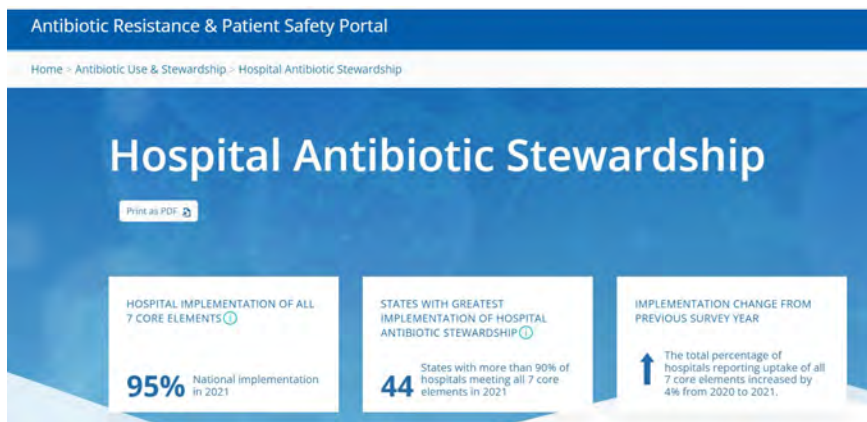 Antibiotic Resistance & Patient Safety Portal
Home > Antibiotic Use & Stewardship > Hospital Antibiotic Stewardship
Hospital Antibiotic Stewardship
Print as PDF
HOSPITAL IMPLEMENTATION OF ALL
7 CORE ELEMENTS
95% National implementation
in 2021
STATES WITH GREATEST
IMPLEMENTATION OF HOSPITAL
ANTIBIOTIC STEWARDSHIP
44 States with more than 90% of
hospitals meeting all 7 core
elements in 2021
IMPLEMENTATION CHANGE FROM
PREVIOUS SURVEY YEAR
The total percentage of
hospitals reporting uptake of all
7 core elements increased by
4% from 2020 to 2021.